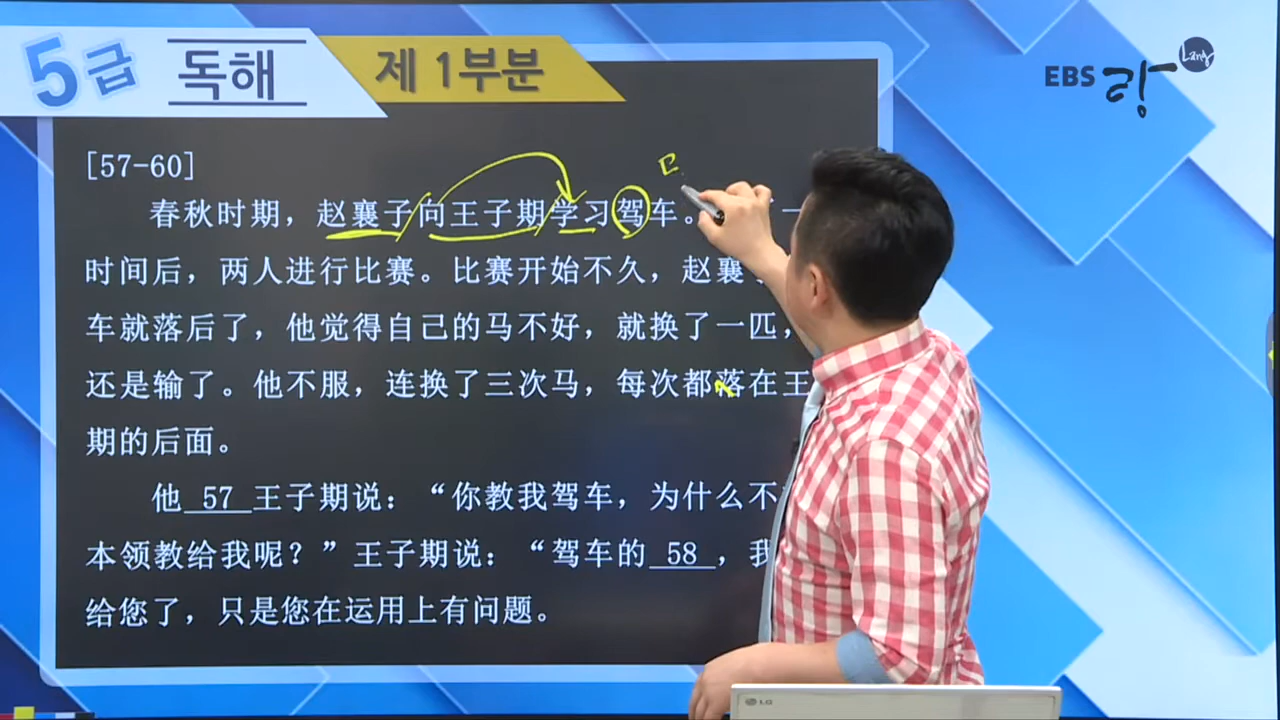 5급 독해 제 1부분
EBS 랑 Lang
[57-60]
春秋时期，赵襄子向王子期学习驾车。 一
时间后，两人进行比赛。比赛开始不久，赵襄
车就落后了，他觉得自己的马不好，就换了一匹，
还是输了。他不服，连换了三次马，每次都落在王
期的后面。
他 57 王子期说：“你教我驾车，为什么不
本领教给我呢？”王子期说：“驾车的 58 ，我
给您了，只是您在运用上有问题。
LG